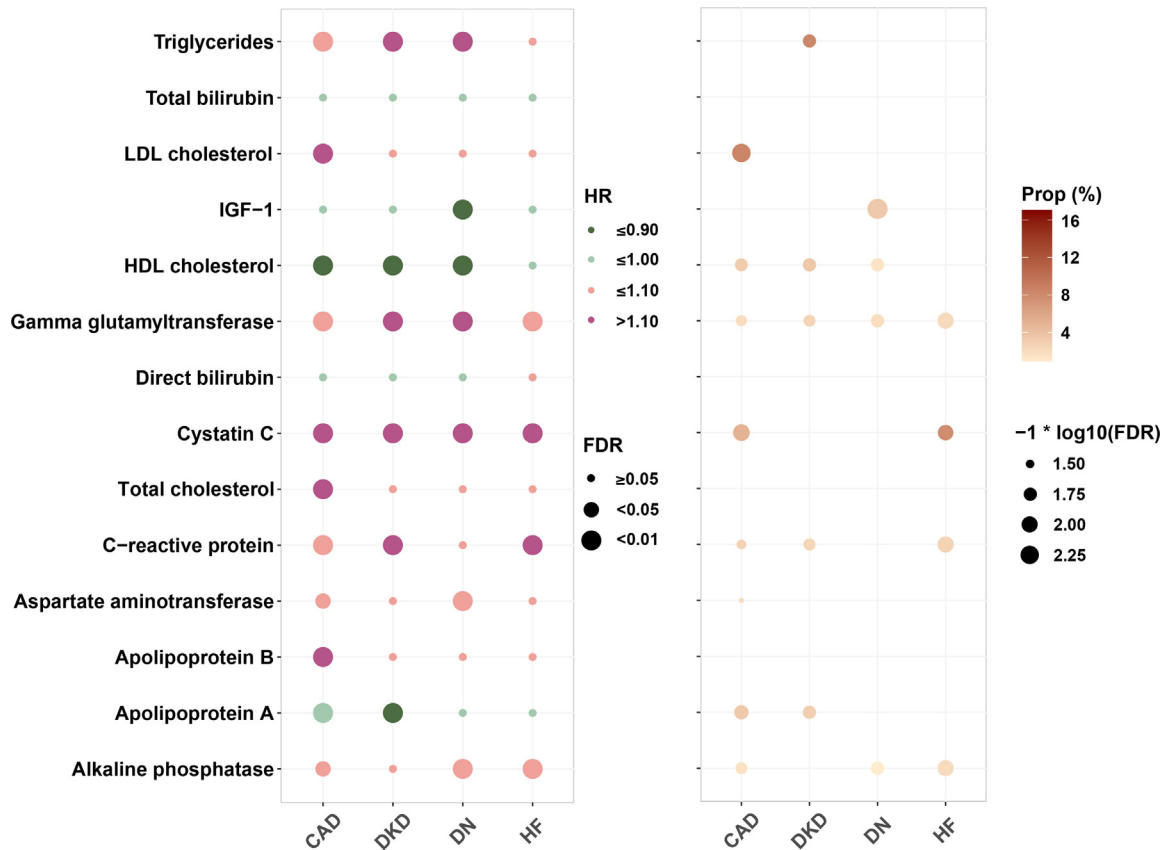 Triglycerides
Total bilirubin
LDL cholesterol
IGF−1
HDL cholesterol
Gamma glutamyltransferase
Direct bilirubin
Cystatin C
Total cholesterol
C−reactive protein
Aspartate aminotransferase
Apolipoprotein B
Apolipoprotein A
Alkaline phosphatase
CAD
DKD
DN
HF
HR
≤0.90
≤1.00
≤1.10
>1.10
FDR
≥0.05
<0.05
<0.01
CAD
DKD
DN
HF
Prop (%)
16
12
8
4
−1 * log10(FDR)
1.50
1.75
2.00
2.25